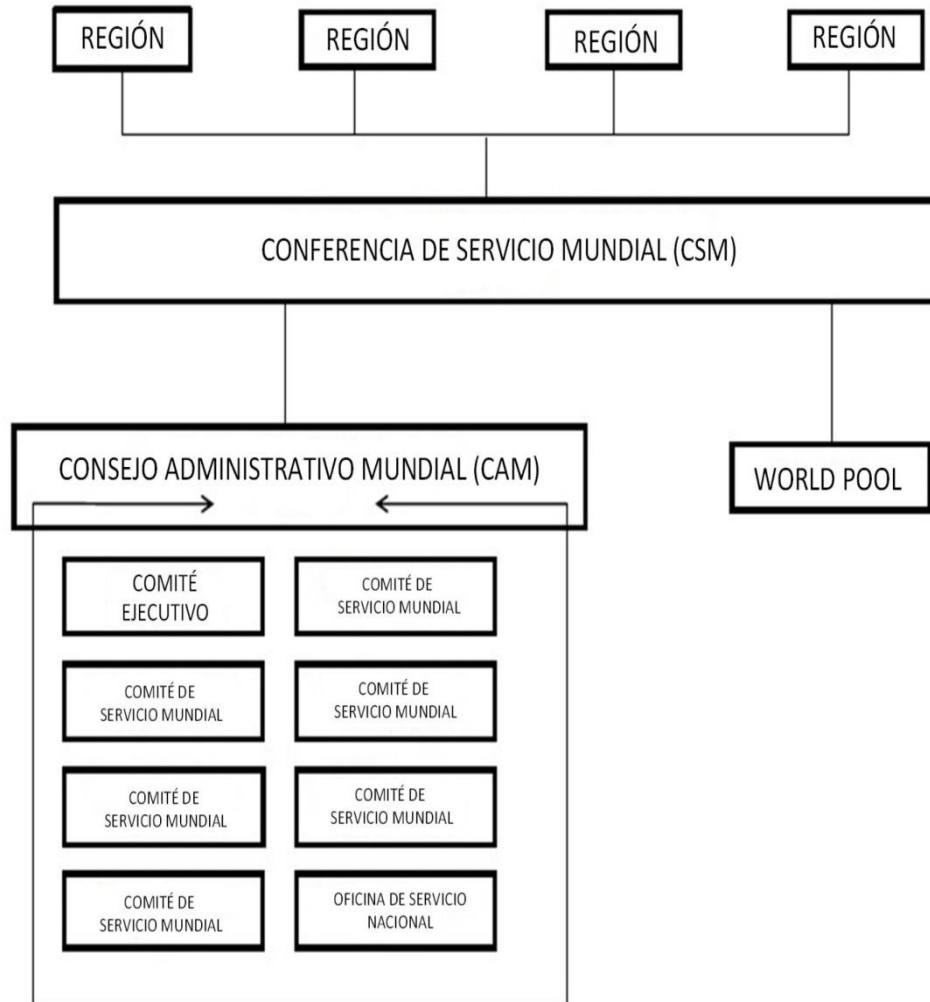 REGIÓN
REGIÓN
REGIÓN
REGIÓN
CONFERENCIA DE SERVICIO MUNDIAL (CSM)
CONSEJO ADMINISTRATIVO MUNDIAL (CAM)
WORLD POOL
COMITÉ
EJECUTIVO
COMITÉ DE
SERVICIO MUNDIAL
COMITÉ DE
SERVICIO MUNDIAL
COMITÉ DE
SERVICIO MUNDIAL
COMITÉ DE
SERVICIO MUNDIAL
COMITÉ DE
SERVICIO MUNDIAL
COMITÉ DE
SERVICIO MUNDIAL
OFICINA DE SERVICIO
NACIONAL